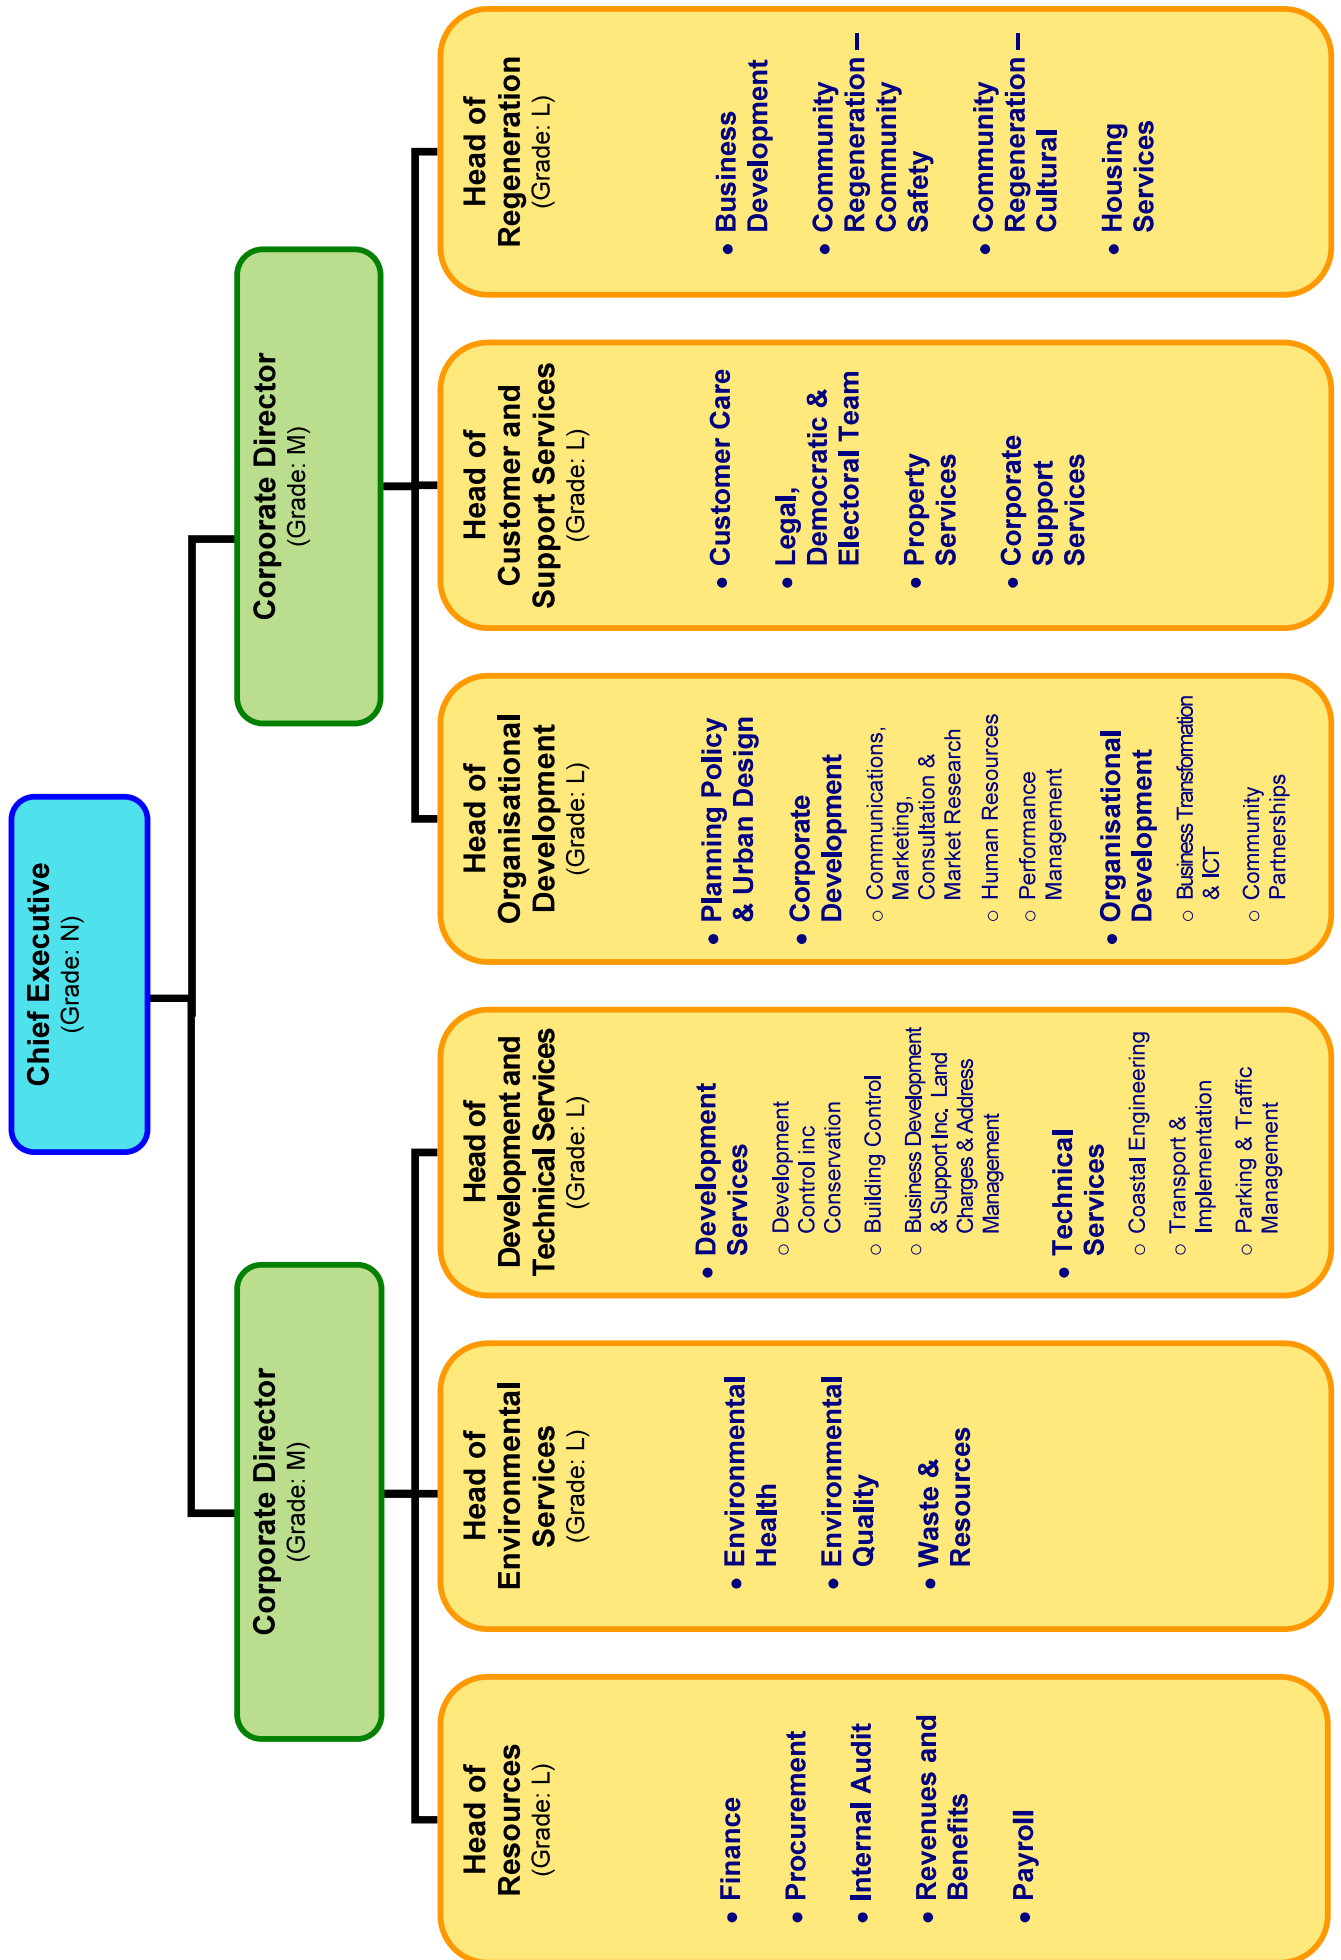 Chief Executive
(Grade: N)
Corporate Director
(Grade: M)
Corporate Director
(Grade: M)
Head of
Resources
(Grade: L)
• Finance
• Procurement
• Internal Audit
• Revenues and
Benefits
• Payroll
Head of
Environmental
Services
(Grade: L)
• Environmental
Health
• Environmental
Quality
• Waste &
Resources
Head of
Development and
Technical Services
(Grade: L)
• Development
Services
○ Development
Control inc
Conservation
○ Building Control
○ Business Development
& Support Inc. Land
Charges & Address
Management
• Technical
Services
○ Coastal Engineering
○ Transport &
Implementation
○ Parking & Traffic
Management
Head of
Organisational
Development
(Grade: L)
• Planning Policy
& Urban Design
• Corporate
Development
○ Communications,
Marketing,
Consultation &
Market Research
○ Human Resources
○ Performance
Management
• Organisational
Development
○ Business Transformation
& ICT
○ Community
Partnerships
Head of
Customer and
Support Services
(Grade: L)
• Customer Care
• Legal,
Democratic &
Electoral Team
• Property
Services
• Corporate
Support
Services
Head of
Regeneration
(Grade: L)
• Business
Development
• Community
Regeneration –
Community
Safety
• Community
Regeneration –
Cultural
• Housing
Services